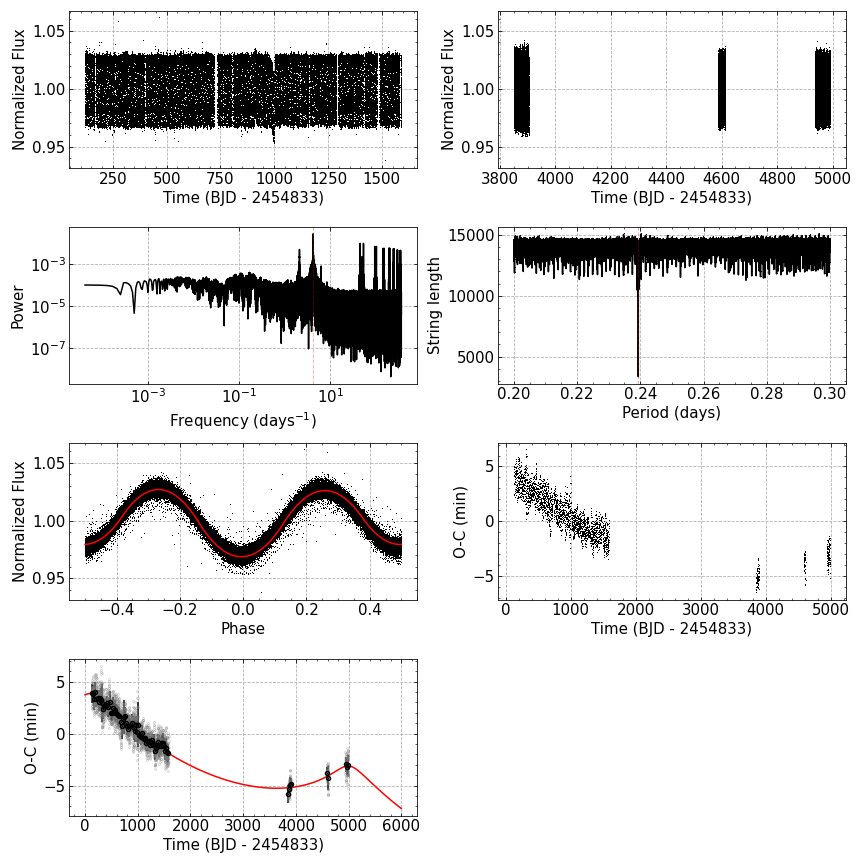 1.05
1.00
0.95
Normalized Flux
250 500 750 1000 1250 1500
Time (BJD - 2454833)
1.05
1.00
0.95
Normalized Flux
3800 4000 4200 4400 4600 4800 5000
Time (BJD - 2454833)
10⁻³
10⁻⁵
10⁻⁷
Power
10⁻³ 10⁻¹ 10¹
Frequency (days⁻¹)
15000
10000
5000
String length
0.20 0.22 0.24 0.26 0.28 0.30
Period (days)
1.05
1.00
0.95
Normalized Flux
−0.4 −0.2 0.0 0.2 0.4
Phase
5
0
−5
O-C (min)
0 1000 2000 3000 4000 5000
Time (BJD - 2454833)
5
0
−5
O-C (min)
0 1000 2000 3000 4000 5000 6000
Time (BJD - 2454833)